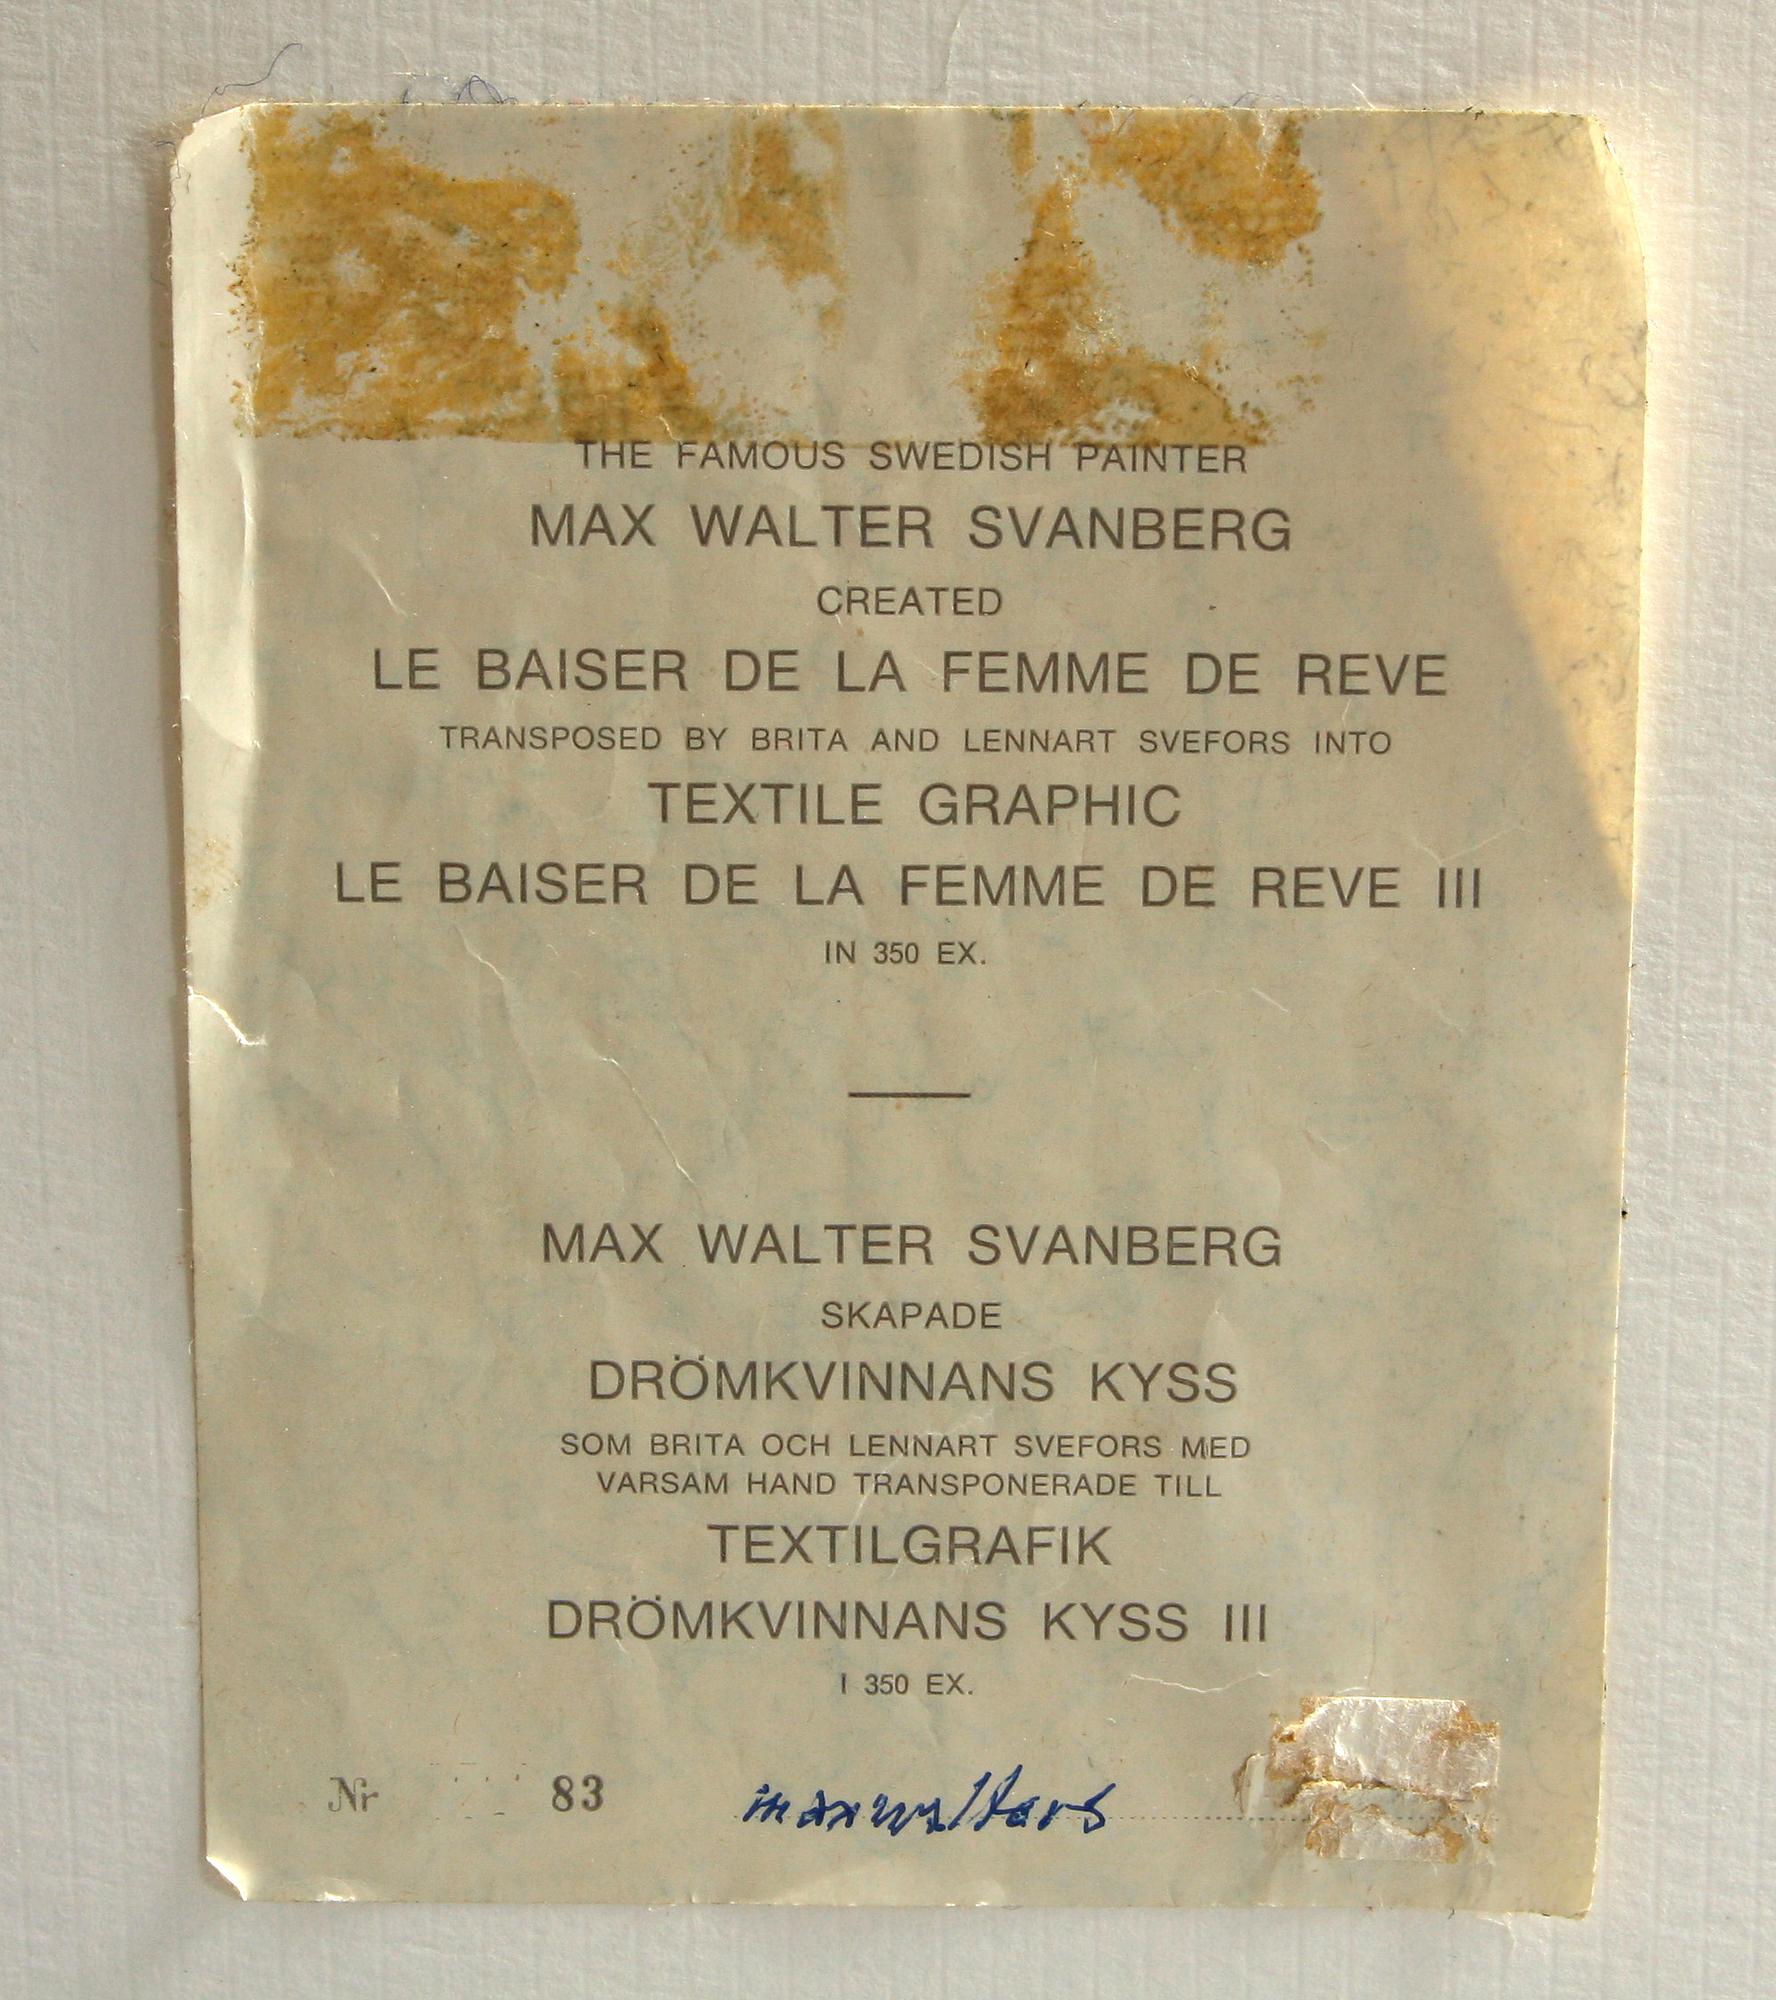 THE FAMOUS SWEDISH PAINTER
MAX WALTER SVANBERG
CREATED
LE BAISER DE LA FEMME DE REVE
TRANSPOSED BY BRITA AND LENNART SVEFORS INTO
TEXTILE GRAPHIC
LE BAISER DE LA FEMME DE REVE III
IN 350 EX.
MAX WALTER SVANBERG
SKAPADE
DRÖMKVINNANS KYSS
SOM BRITA OCH LENNART SVEFORS MED
VARSAM HAND TRANSPONERADE TILL
TEXTILGRAFIK
DRÖMKVINNANS KYSS III
I 350 EX.
Nr 83